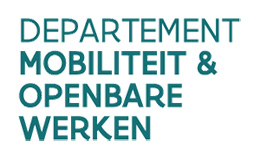 DEPARTEMENT
MOBILITEIT &
OPENBARE
WERKEN